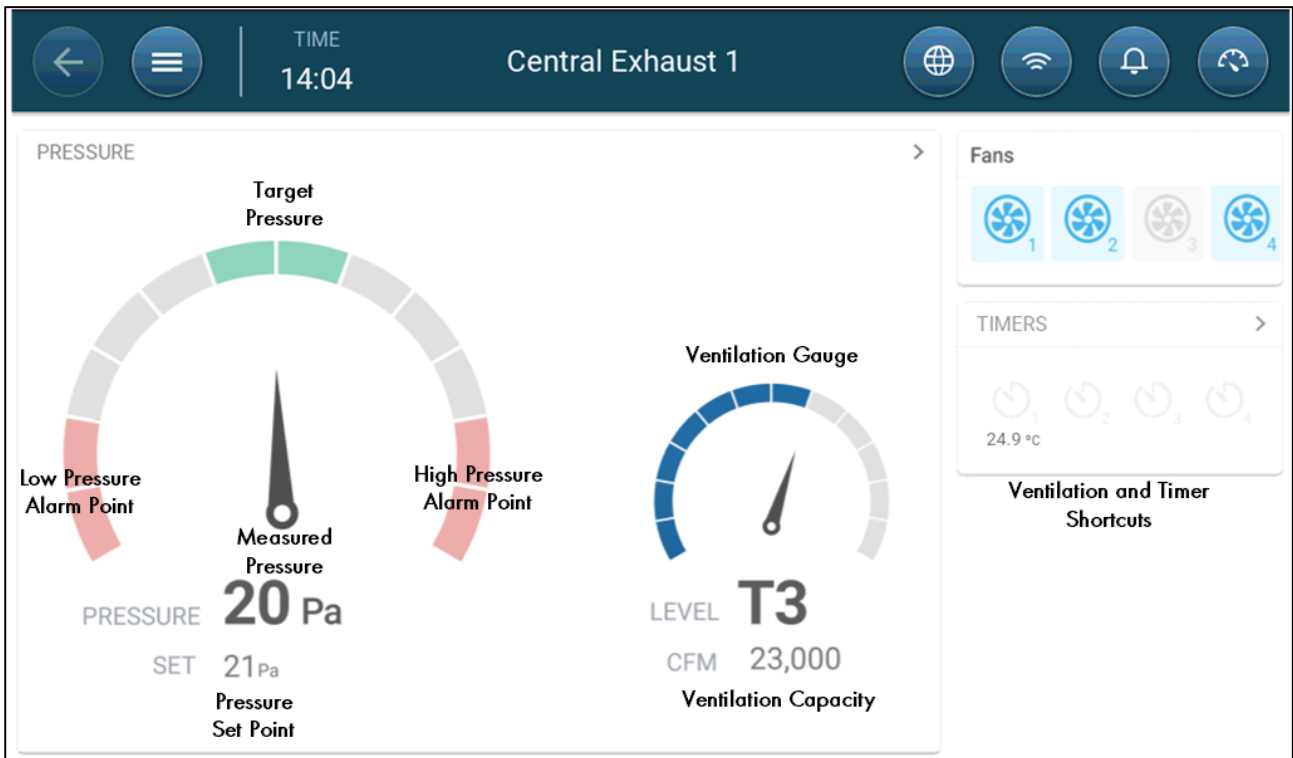 TIME
14:04
Central Exhaust 1
PRESSURE
Target
Pressure
Low Pressure
Alarm Point
High Pressure
Alarm Point
Measured
Pressure
PRESSURE 20 Pa
SET 21 Pa
Pressure
Set Point
Ventilation Gauge
LEVEL T3
CFM 23,000
Ventilation Capacity
Fans
1 2 3 4
TIMERS
1 2 3 4
24.9 °C
Ventilation and Timer
Shortcuts